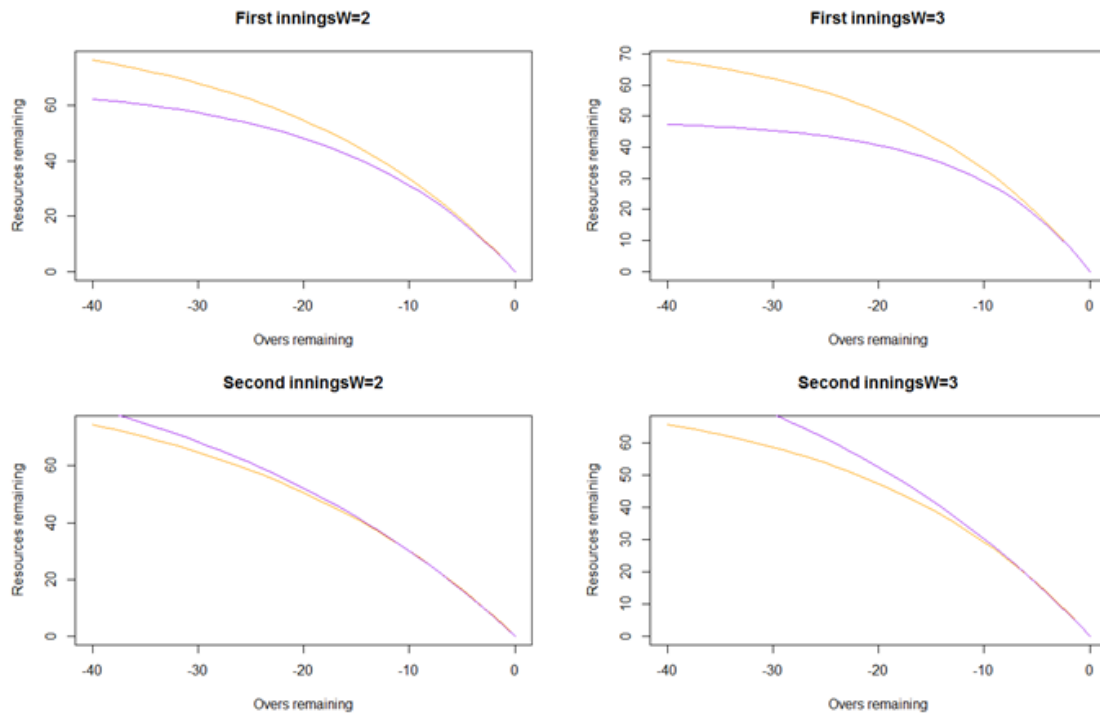 First inningsW=2
Resources remaining
60
40
20
0
-40 -30 -20 -10 0
Overs remaining
First inningsW=3
Resources remaining
70
60
50
40
30
20
10
0
-40 -30 -20 -10 0
Overs remaining
Second inningsW=2
Resources remaining
60
40
20
0
-40 -30 -20 -10 0
Overs remaining
Second inningsW=3
Resources remaining
60
50
40
30
20
10
0
-40 -30 -20 -10 0
Overs remaining